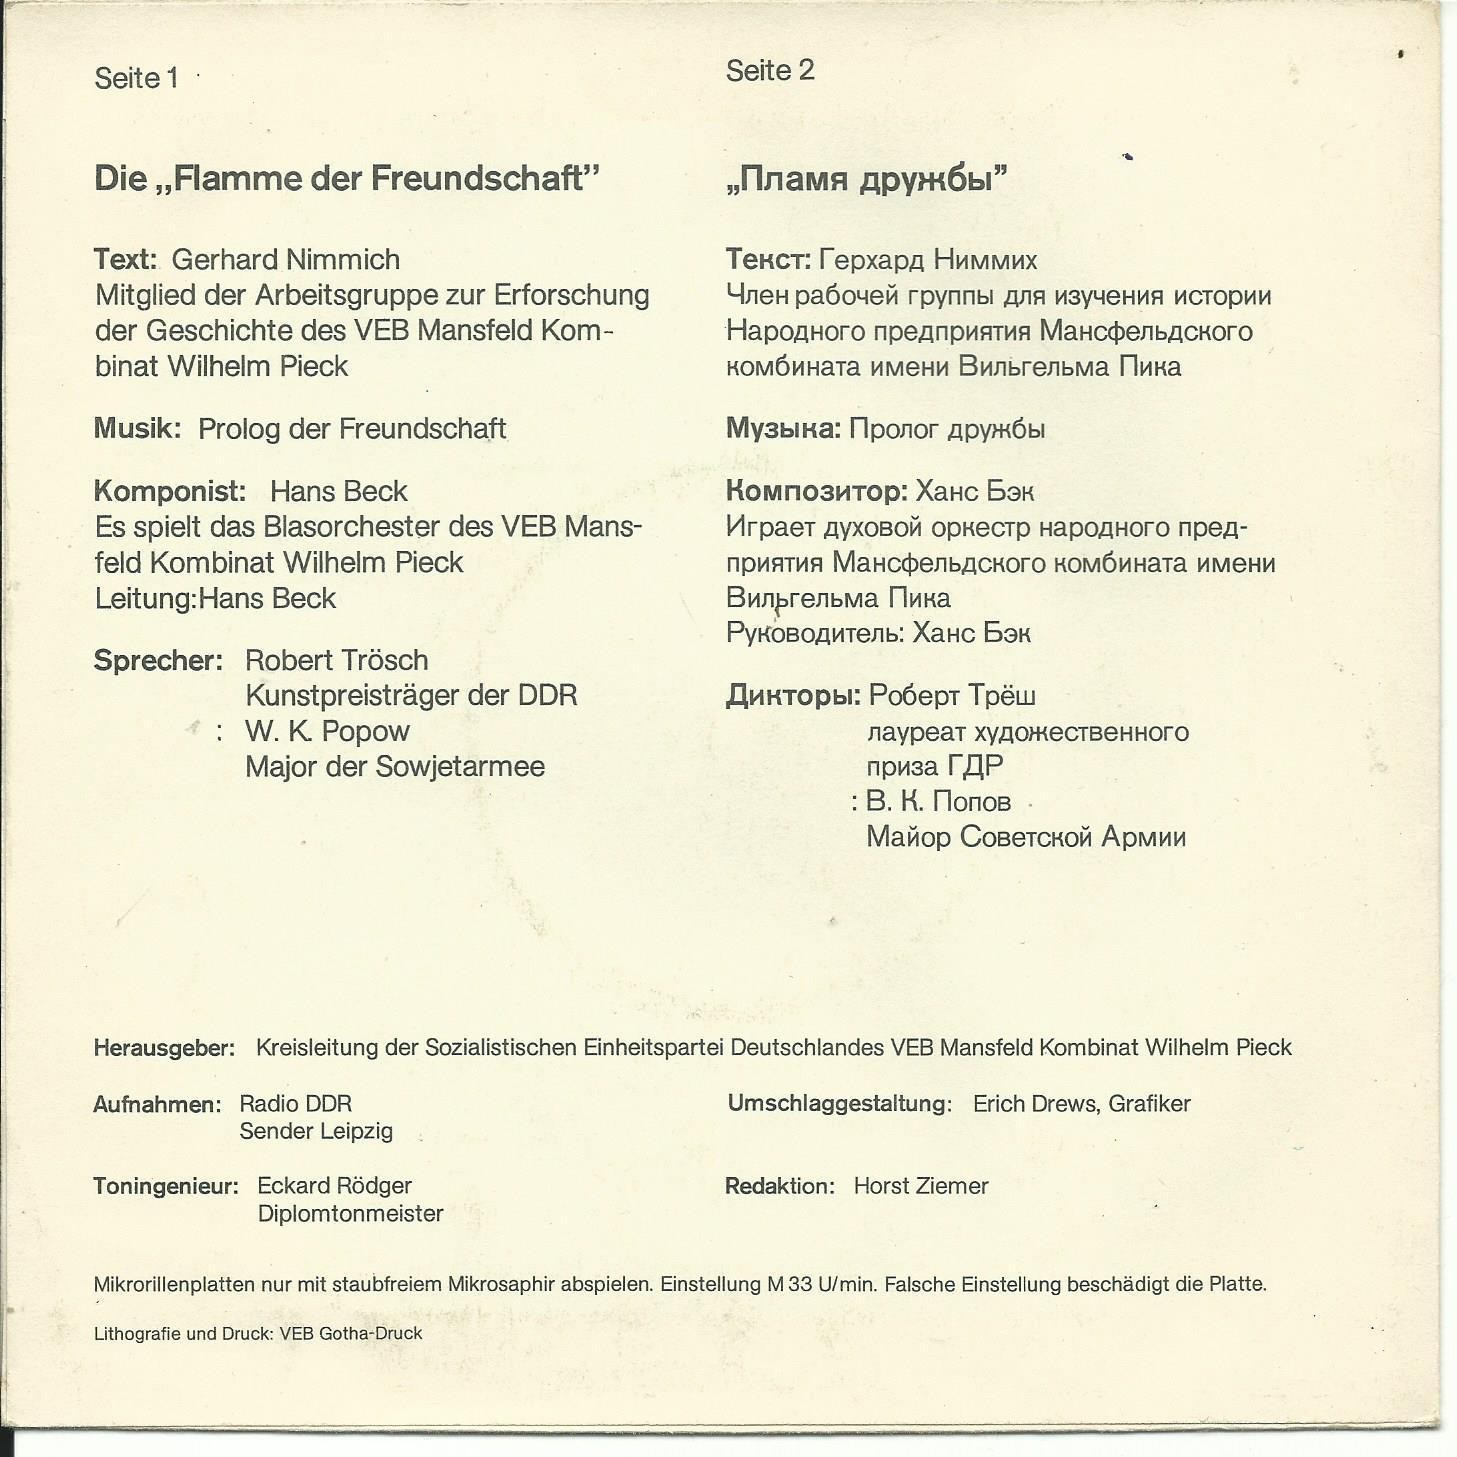 Seite 1
Die „Flamme der Freundschaft”
Text: Gerhard Nimmich
Mitglied der Arbeitsgruppe zur Erforschung
der Geschichte des VEB Mansfeld Kom-
binat Wilhelm Pieck
Musik: Prolog der Freundschaft
Komponist: Hans Beck
Es spielt das Blasorchester des VEB Mans-
feld Kombinat Wilhelm Pieck
Leitung:Hans Beck
Sprecher: Robert Trösch
Kunstpreisträger der DDR
: W. K. Popow
Major der Sowjetarmee
Seite 2
„Пламя дружбы”
Текст: Герхард Ниммих
Член рабочей группы для изучения истории
Народного предприятия Мансфельдского
комбината имени Вильгельма Пика
Музыка: Пролог дружбы
Композитор: Ханс Бэк
Играет духовой оркестр народного пред-
приятия Мансфельдского комбината имени
Вильгельма Пика
Руководитель: Ханс Бэк
Дикторы: Роберт Трёш
лауреат художественного
приза ГДР
: В. К. Попов
Майор Советской Армии
Herausgeber: Kreisleitung der Sozialistischen Einheitspartei Deutschlandes VEB Mansfeld Kombinat Wilhelm Pieck
Aufnahmen: Radio DDR
Sender Leipzig
Umschlaggestaltung: Erich Drews, Grafiker
Toningenieur: Eckard Rödger
Diplomtonmeister
Redaktion: Horst Ziemer
Mikrorillenplatten nur mit staubfreiem Mikrosaphir abspielen. Einstellung M 33 U/min. Falsche Einstellung beschädigt die Platte.
Lithografie und Druck: VEB Gotha-Druck